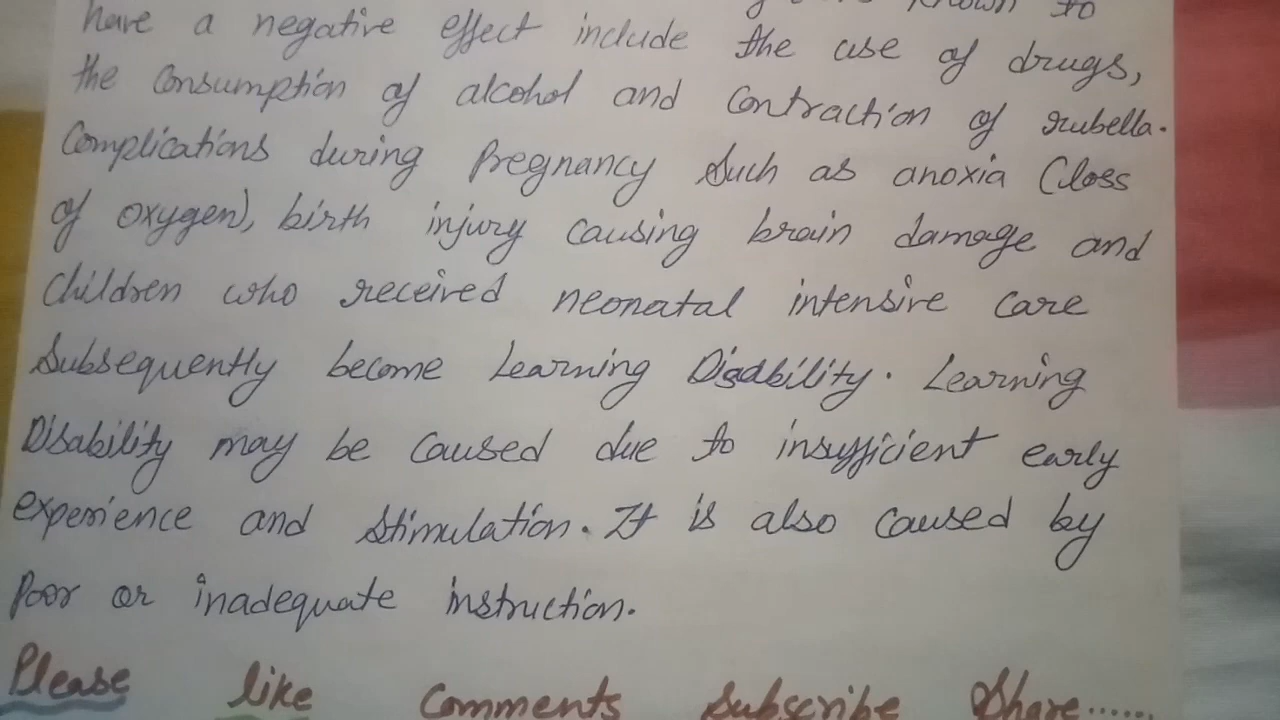 known to
have a negative effect include the use of drugs,
the Consumption of alcohol and Contraction of rubella.
Complications during Pregnancy Such as anoxia (loss
of oxygen), birth injury causing brain damage and
Children who received neonatal intensive care
Subsequently become Learning Disability. Learning
Disability may be Caused due to insufficient early
experience and Stimulation. It is also Caused by
Poor or inadequate instruction.
Please like Comments Subscribe Share......